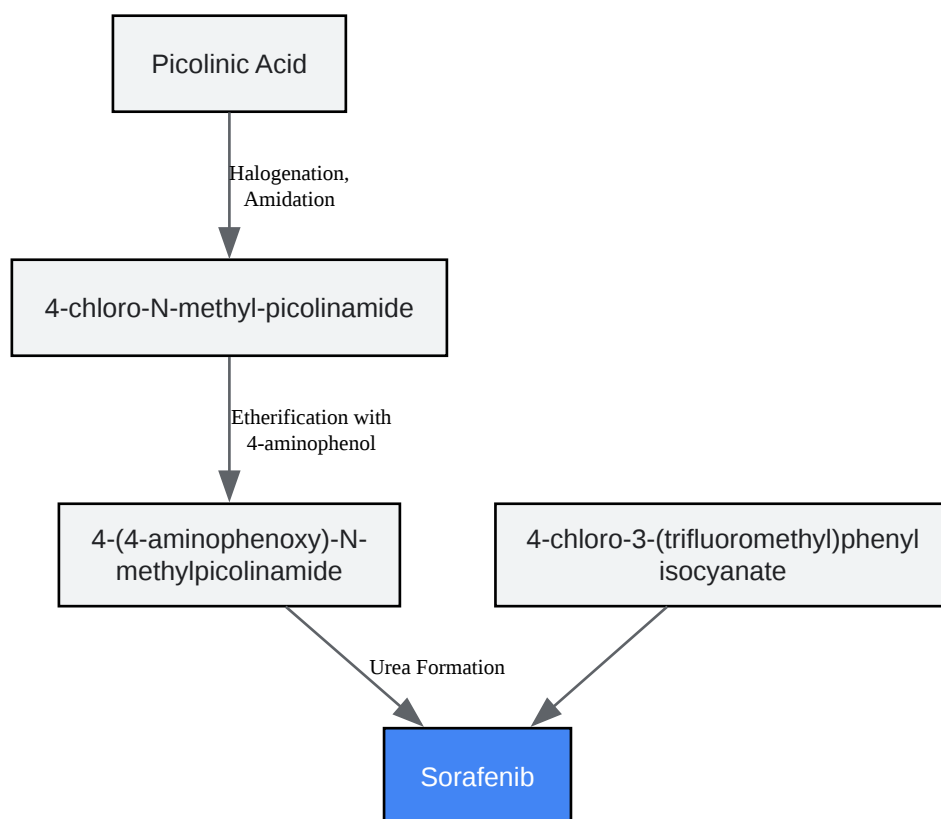 Picolinic Acid
Halogenation,
Amidation
4-chloro-N-methyl-picolinamide
Etherification with
4-aminophenol
4-(4-aminophenoxy)-N-
methylpicolinamide
4-chloro-3-(trifluoromethyl)phenyl
isocyanate
Urea Formation
Sorafenib